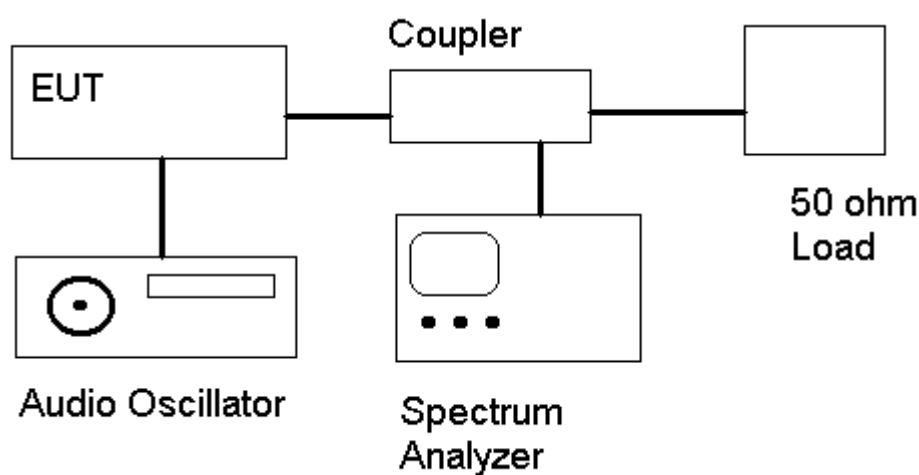 Coupler
EUT
50 ohm
Load
Audio Oscillator
Spectrum
Analyzer